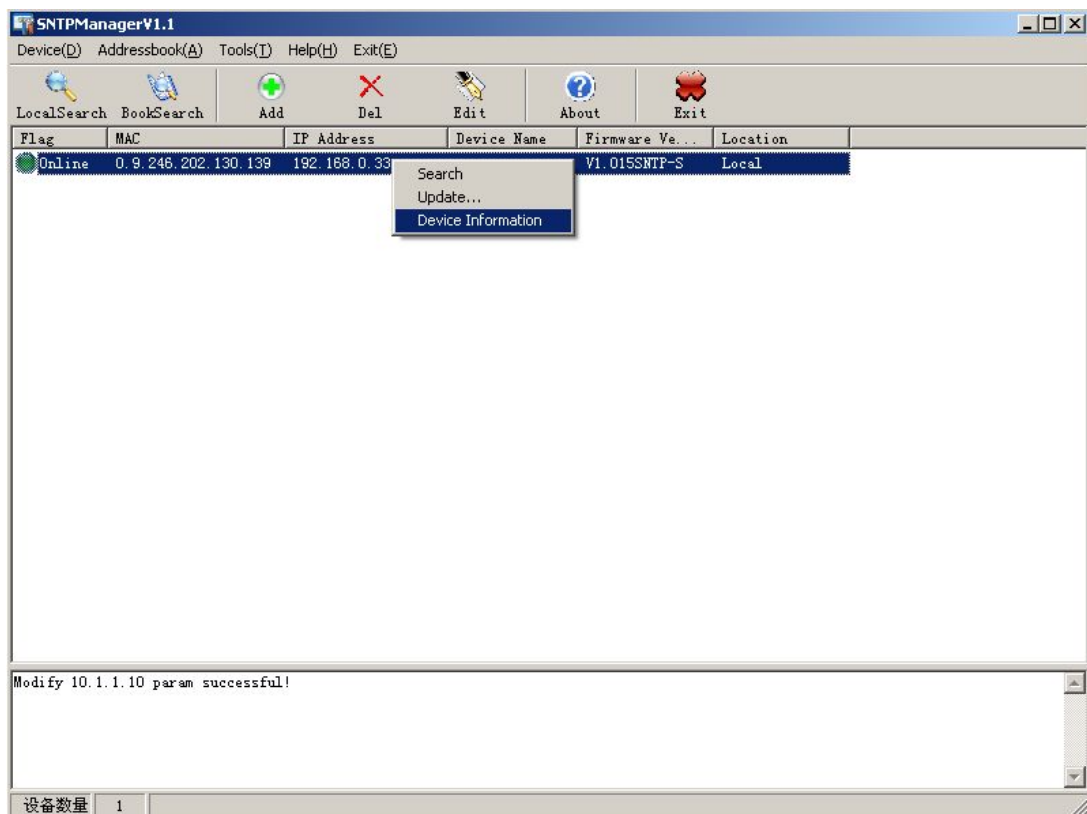 SNTPManagerV1.1
Device(D) Addressbook(A) Tools(T) Help(H) Exit(E)
LocalSearch BookSearch Add Del Edit About Exit
Flag MAC IP Address Device Name Firmware Ve... Location
Online 0.9.246.202.130.139 192.168.0.33 V1.015SNTP-S Local
Search
Update...
Device Information
Modify 10.1.1.10 param successful!
设备数量 1